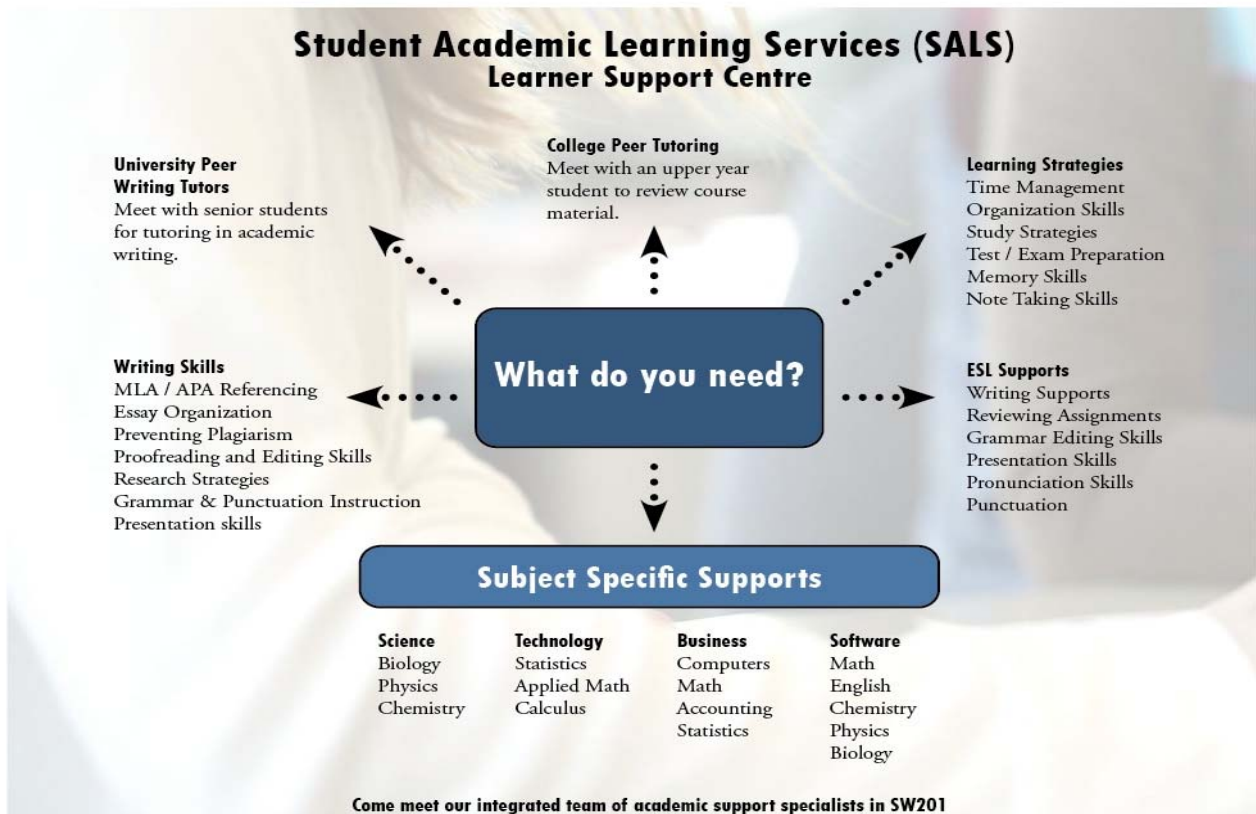 Student Academic Learning Services (SALS)
Learner Support Centre
University Peer
Writing Tutors
Meet with senior students
for tutoring in academic
writing.
College Peer Tutoring
Meet with an upper year
student to review course
material.
Learning Strategies
Time Management
Organization Skills
Study Strategies
Test / Exam Preparation
Memory Skills
Note Taking Skills
What do you need?
Writing Skills
MLA / APA Referencing
Essay Organization
Preventing Plagiarism
Proofreading and Editing Skills
Research Strategies
Grammar & Punctuation Instruction
Presentation skills
ESL Supports
Writing Supports
Reviewing Assignments
Grammar Editing Skills
Presentation Skills
Pronunciation Skills
Punctuation
Subject Specific Supports
Science
Biology
Physics
Chemistry
Technology
Statistics
Applied Math
Calculus
Business
Computers
Math
Accounting
Statistics
Software
Math
English
Chemistry
Physics
Biology
Come meet our integrated team of academic support specialists in SW201